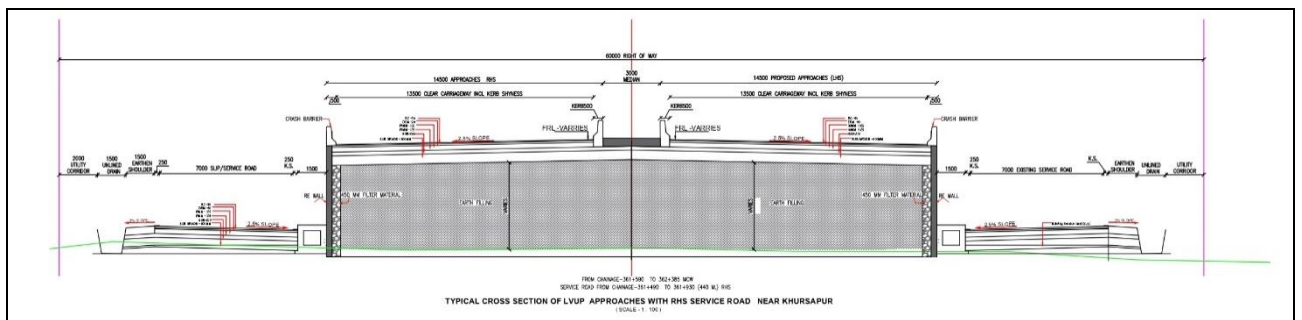 60000 RIGHT OF WAY
14500 APPROACHES RHS
3000
MEDIAN
14500 PROPOSED APPROACHES (LHS)
500
13500 CLEAR CARRIAGEWAY INCL KERB SHYNESS
KERB500
KERB500
13500 CLEAR CARRIAGEWAY INCL KERB SHYNESS
500
CRASH BARRIER
2.5% SLOPE
FRL -VARRIES
FRL -VARRIES
2.5% SLOPE
CRASH BARRIER
2000
UTILITY
CORRIDOR
1500
UNLINED
DRAIN
1500
EARTHEN
SHOULDER
250
7000 SLIP/SERVICE ROAD
250
K.S.
1500
1500
250
K.S.
7000 EXISTING SERVICE ROAD
K.S.
EARTHEN
SHOULDER
UNLINED
DRAIN
UTILITY
CORRIDOR
RE WALL
450 MM FILTER MATERIAL
EARTH FILLING
VARIES
VARIES
EARTH FILLING
450 MM FILTER MATERIAL
RE WALL
2.5% SLOPE
2.5% SLOPE
FROM CHAINAGE-361+590 TO 362+385 MCW
SERVICE ROAD FROM CHAINAGE-361+490 TO 361+930 (440 M.) RHS
TYPICAL CROSS SECTION OF LVUP APPROACHES WITH RHS SERVICE ROAD NEAR KHURSAPUR
(SCALE - 1: 100)